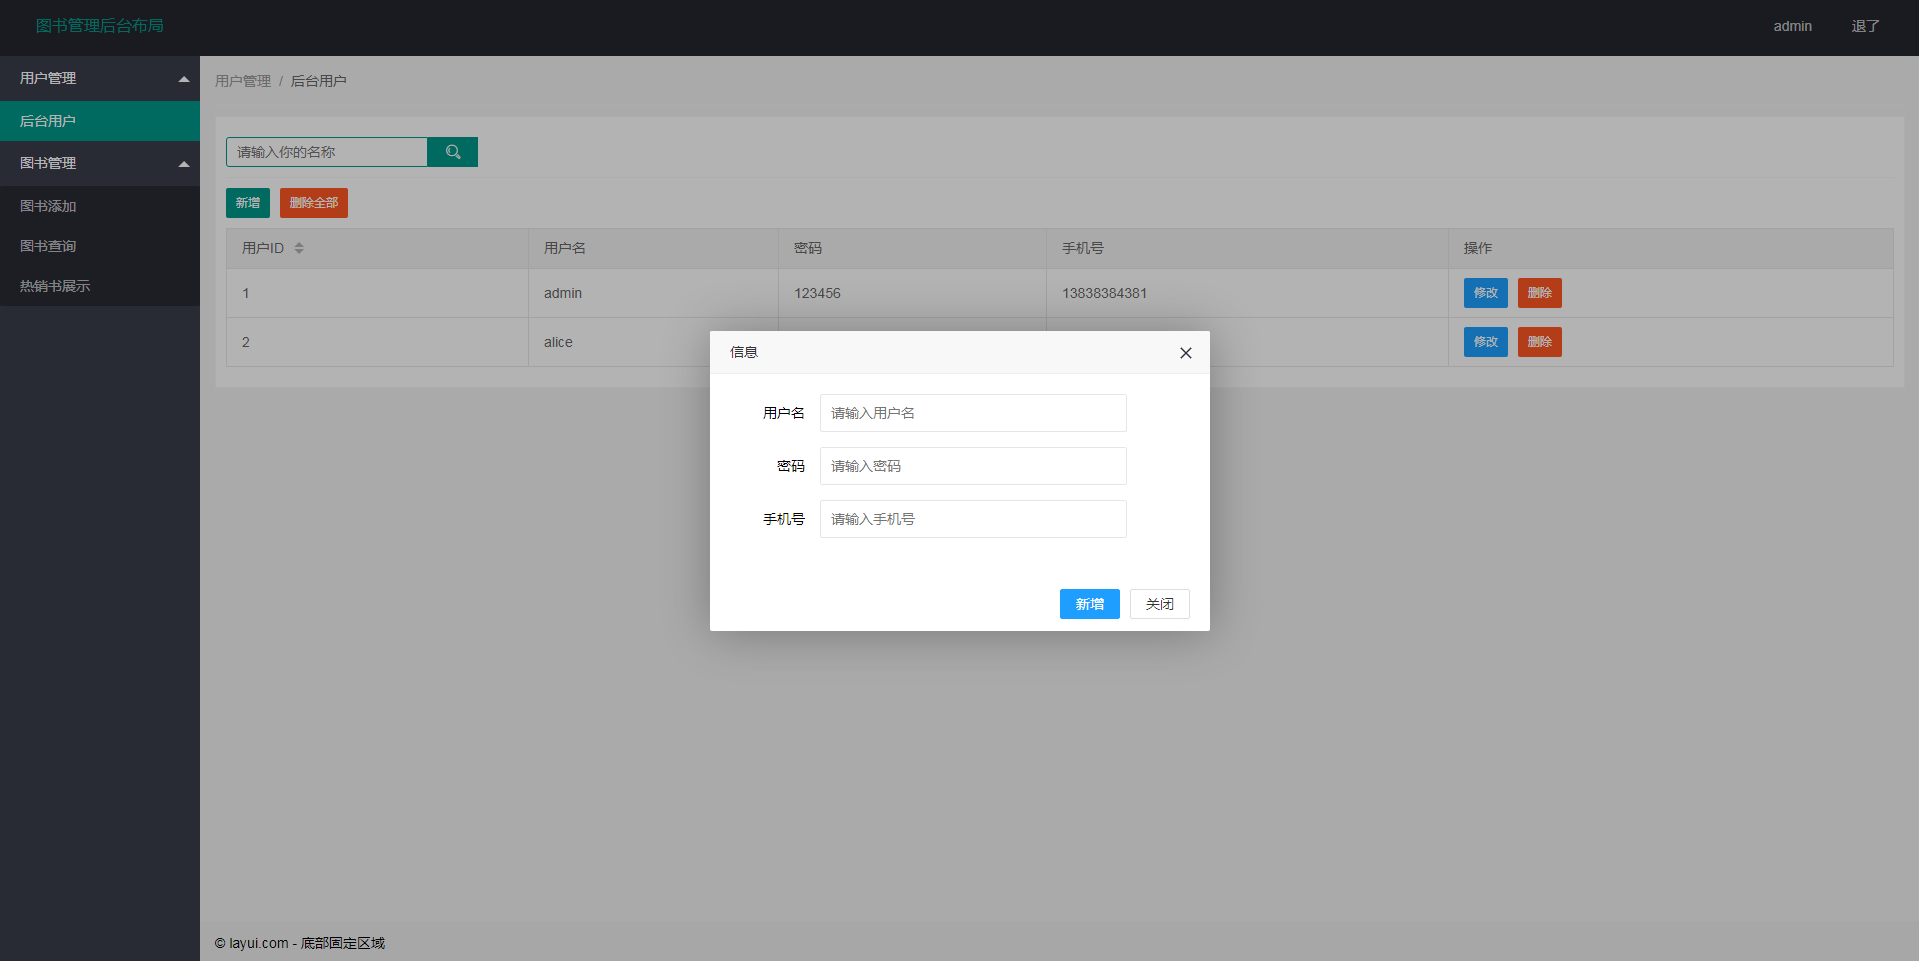 图书管理后台布局
admin
退了
用户管理
后台用户
图书管理
图书添加
图书查询
热销书展示
用户管理 / 后台用户
请输入你的名称
新增
删除全部
用户ID
用户名
密码
手机号
操作
1
admin
123456
13838384381
修改
删除
2
alice
修改
删除
信息
用户名
请输入用户名
密码
请输入密码
手机号
请输入手机号
新增
关闭
© layui.com - 底部固定区域